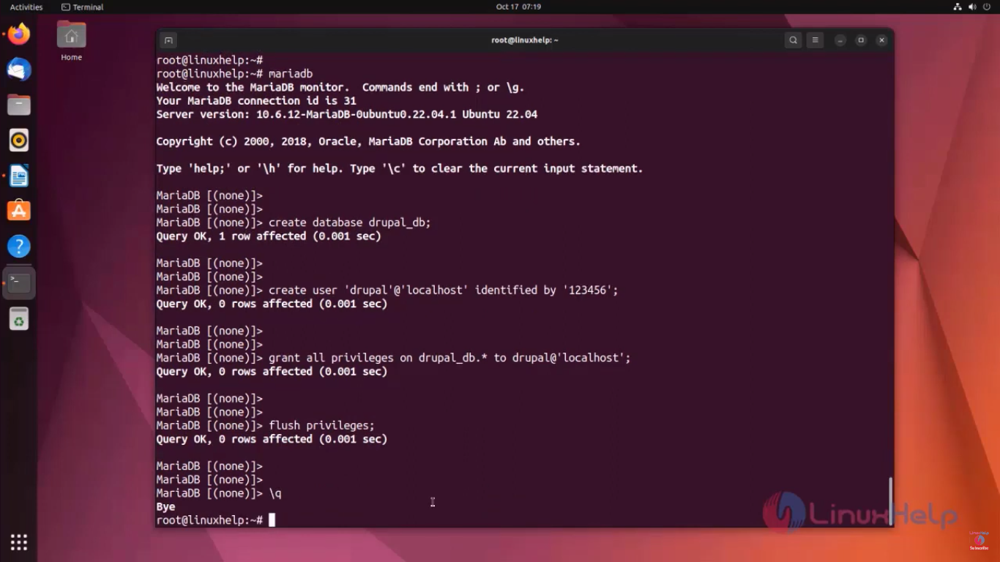 Activities
Terminal
Oct 17 07:19
Home
root@linuxhelp: ~
root@linuxhelp:~#
root@linuxhelp:~# mariadb
Welcome to the MariaDB monitor.  Commands end with ; or \g.
Your MariaDB connection id is 31
Server version: 10.6.12-MariaDB-0ubuntu0.22.04.1 Ubuntu 22.04
Copyright (c) 2000, 2018, Oracle, MariaDB Corporation Ab and others.
Type 'help;' or '\h' for help. Type '\c' to clear the current input statement.
MariaDB [(none)]>
MariaDB [(none)]>
MariaDB [(none)]> create database drupal_db;
Query OK, 1 row affected (0.001 sec)
MariaDB [(none)]>
MariaDB [(none)]>
MariaDB [(none)]> create user 'drupal'@'localhost' identified by '123456';
Query OK, 0 rows affected (0.001 sec)
MariaDB [(none)]>
MariaDB [(none)]>
MariaDB [(none)]> grant all privileges on drupal_db.* to drupal@'localhost';
Query OK, 0 rows affected (0.001 sec)
MariaDB [(none)]>
MariaDB [(none)]>
MariaDB [(none)]> flush privileges;
Query OK, 0 rows affected (0.001 sec)
MariaDB [(none)]>
MariaDB [(none)]>
MariaDB [(none)]> \q
Bye
root@linuxhelp:~#
LinuxHelp
LinuxHelp
Subscribe